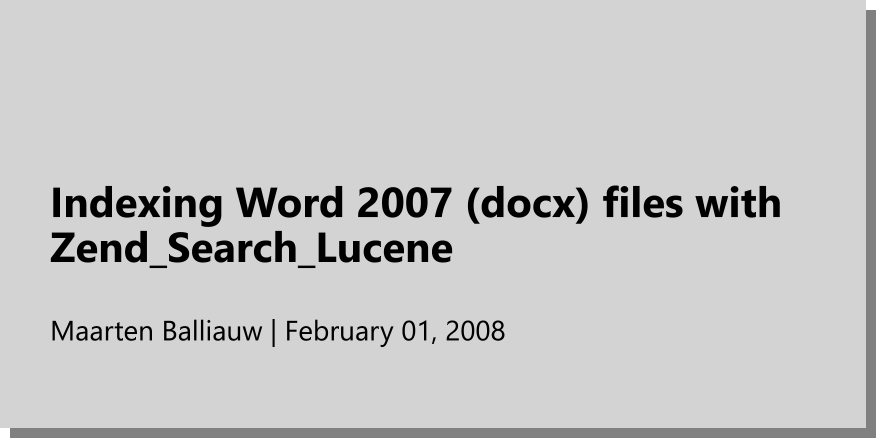 Indexing Word 2007 (docx) files with
Zend_Search_Lucene
Maarten Balliauw | February 01, 2008